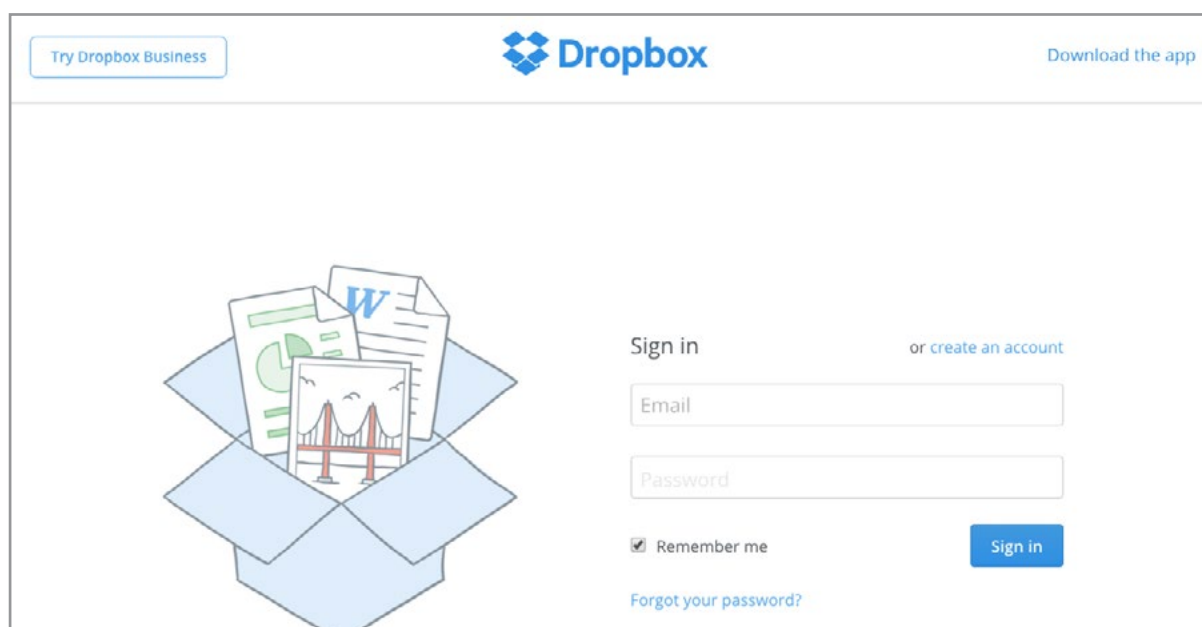 Try Dropbox Business
Dropbox
Download the app
W
Sign in
or create an account
Email
Password
Remember me
Sign in
Forgot your password?